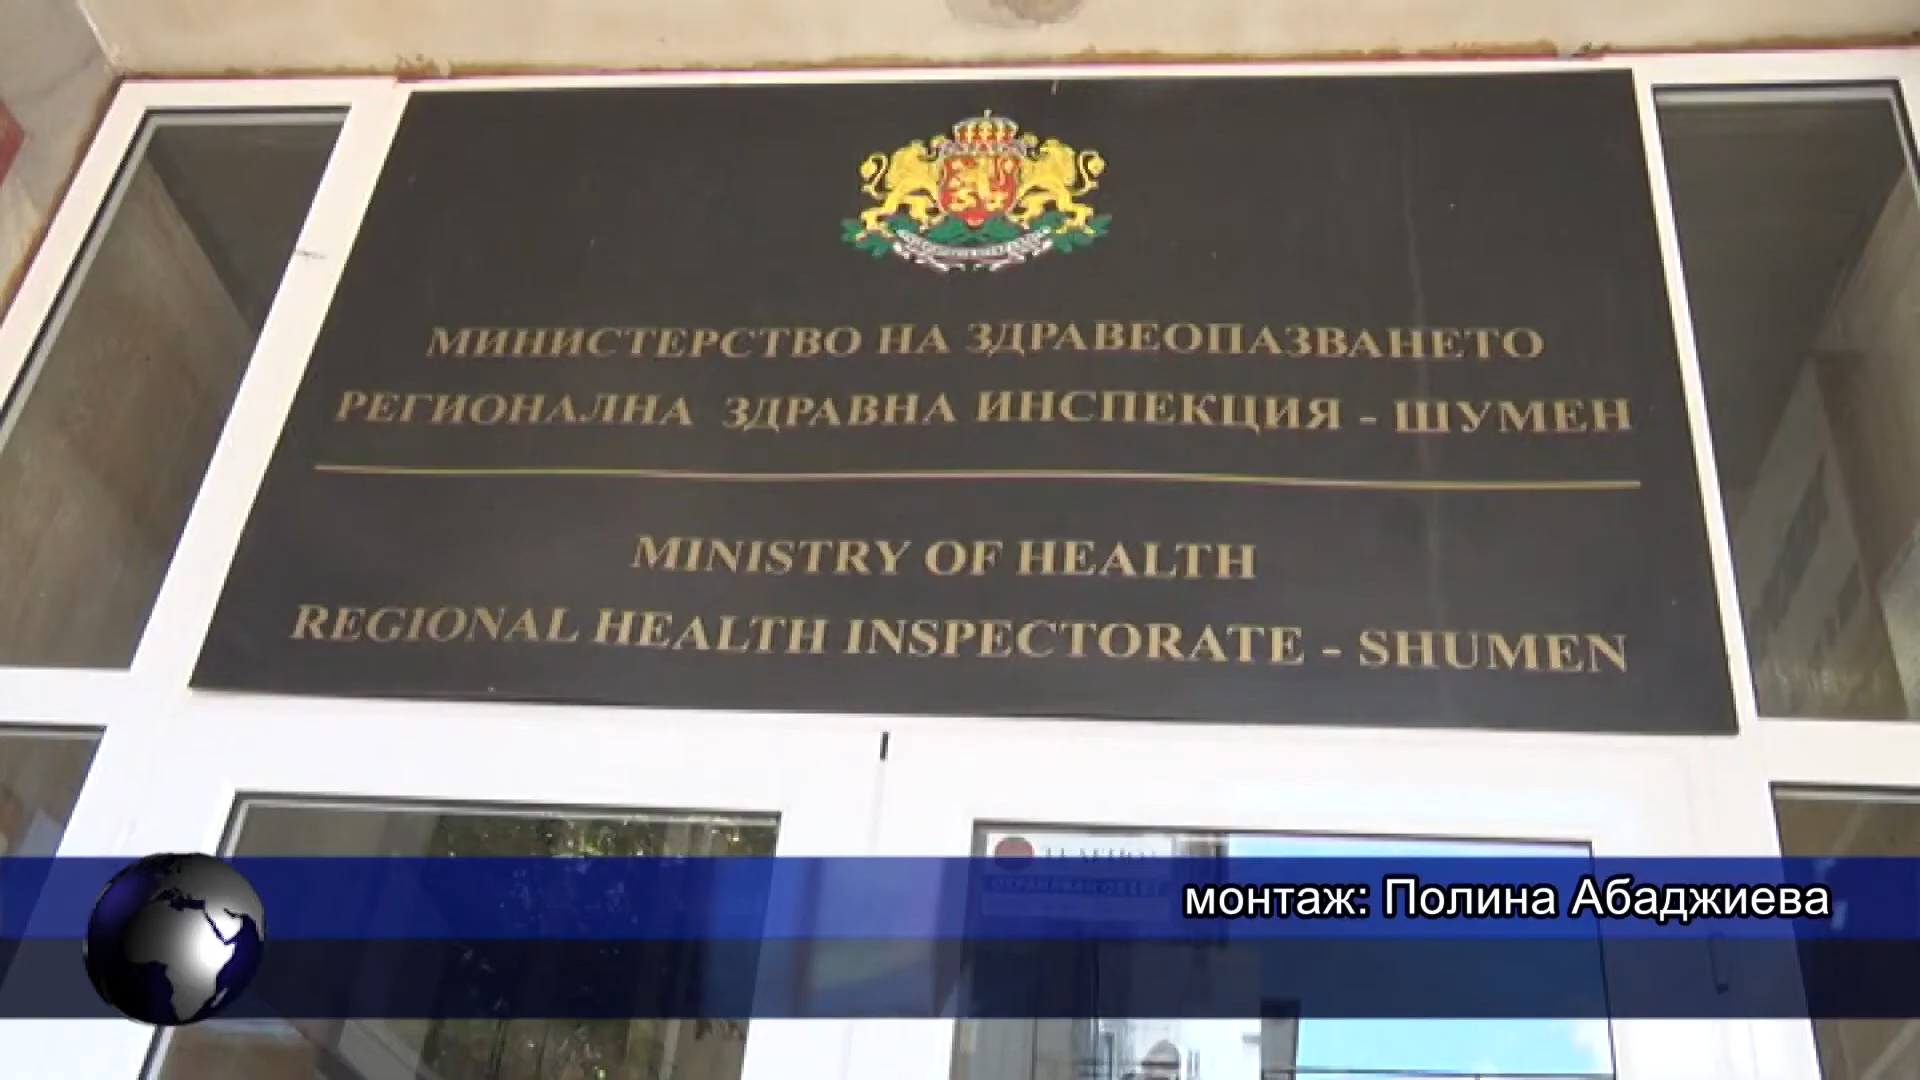 МИНИСТЕРСТВО НА ЗДРАВЕОПАЗВАНЕТО
РЕГИОНАЛНА ЗДРАВНА ИНСПЕКЦИЯ - ШУМЕН
MINISTRY OF HEALTH
REGIONAL HEALTH INSPECTORATE - SHUMEN
монтаж: Полина Абаджиева